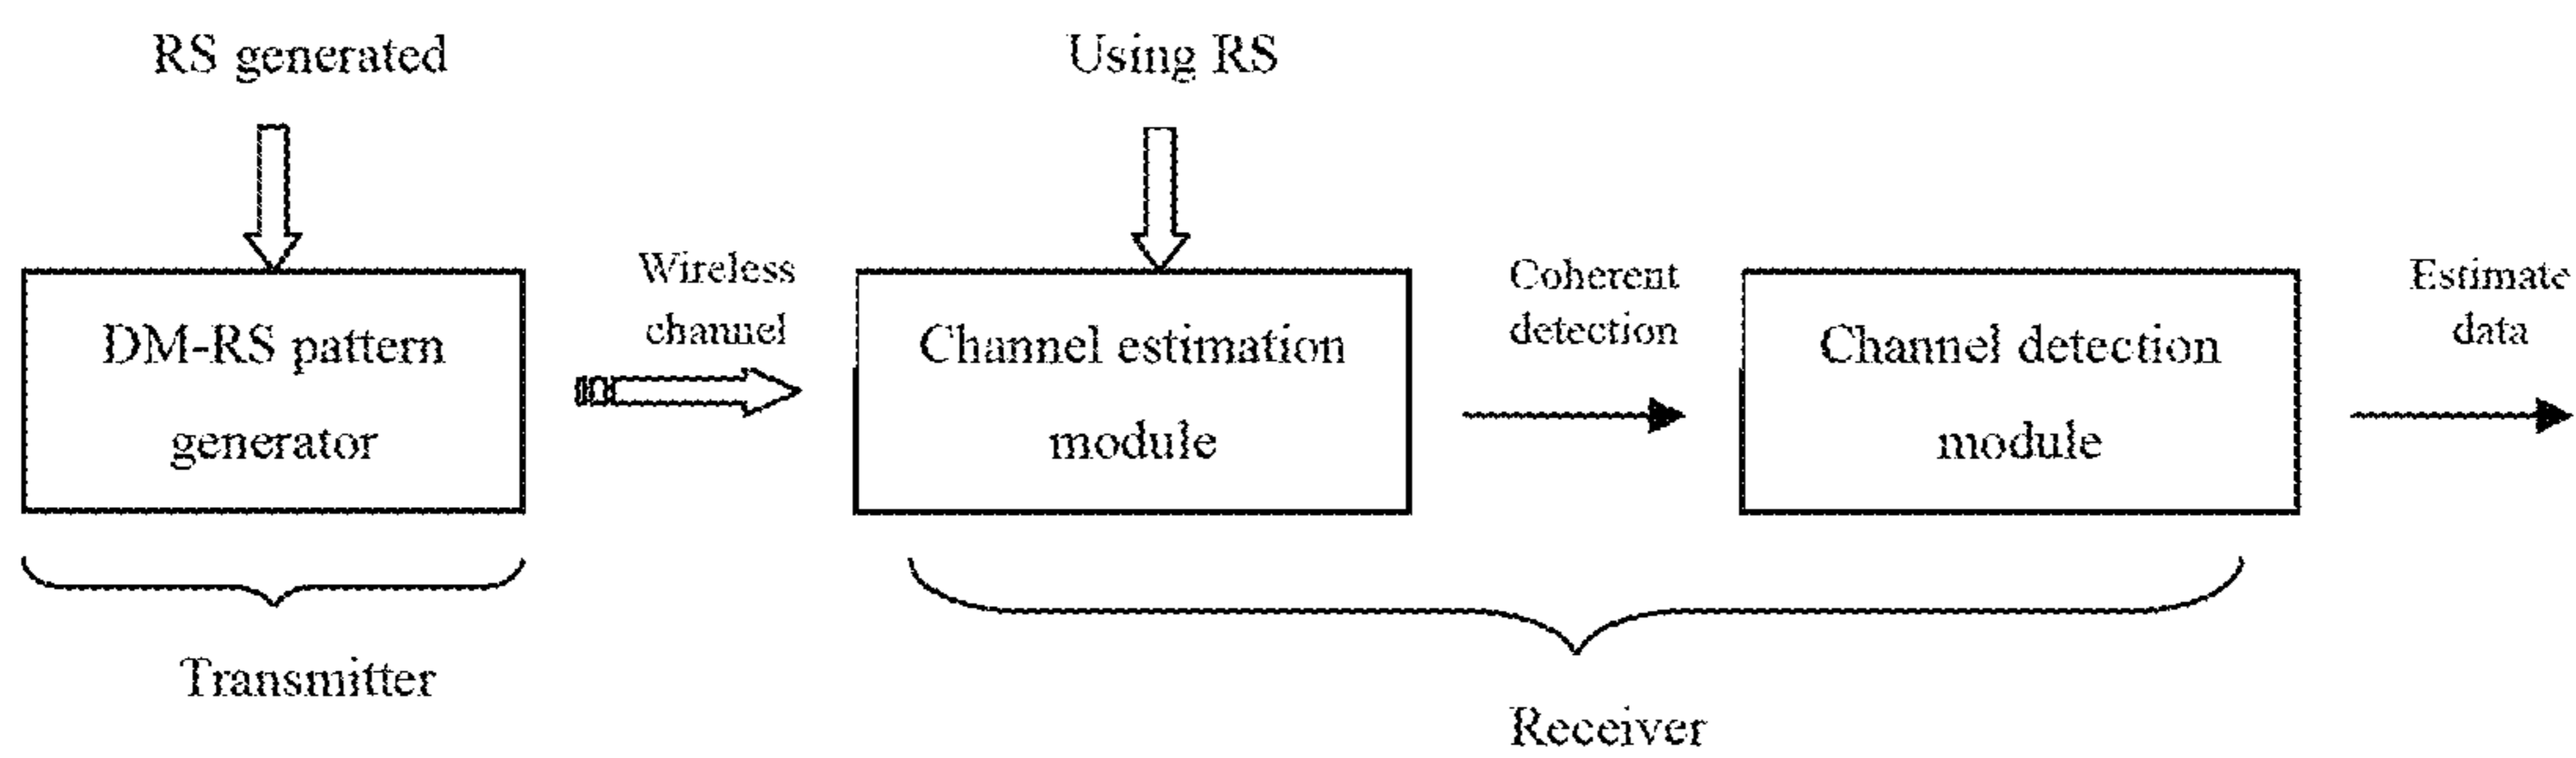 RS generated
Using RS
DM-RS pattern
generator
Wireless
channel
Channel estimation
module
Coherent
detection
Channel detection
module
Estimate
data
Transmitter
Receiver